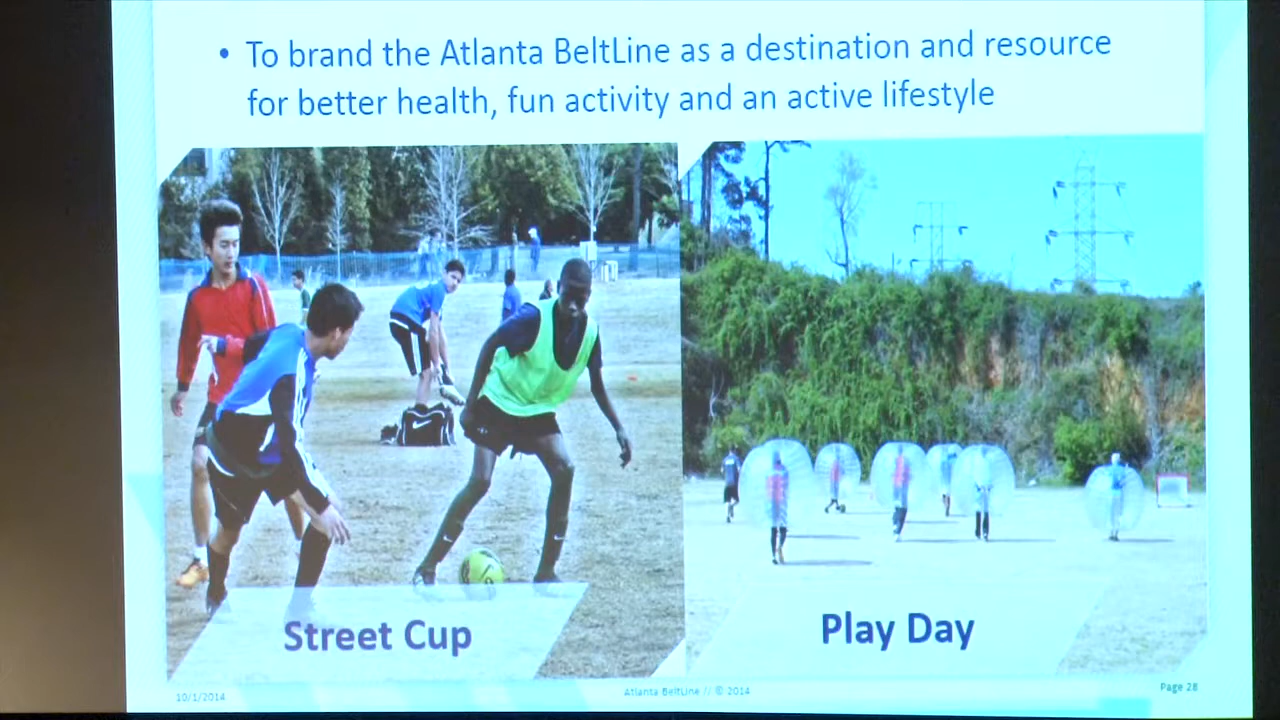 • To brand the Atlanta BeltLine as a destination and resource
for better health, fun activity and an active lifestyle
Street Cup
Play Day
10/1/2014
Atlanta BeltLine // © 2014
Page 28